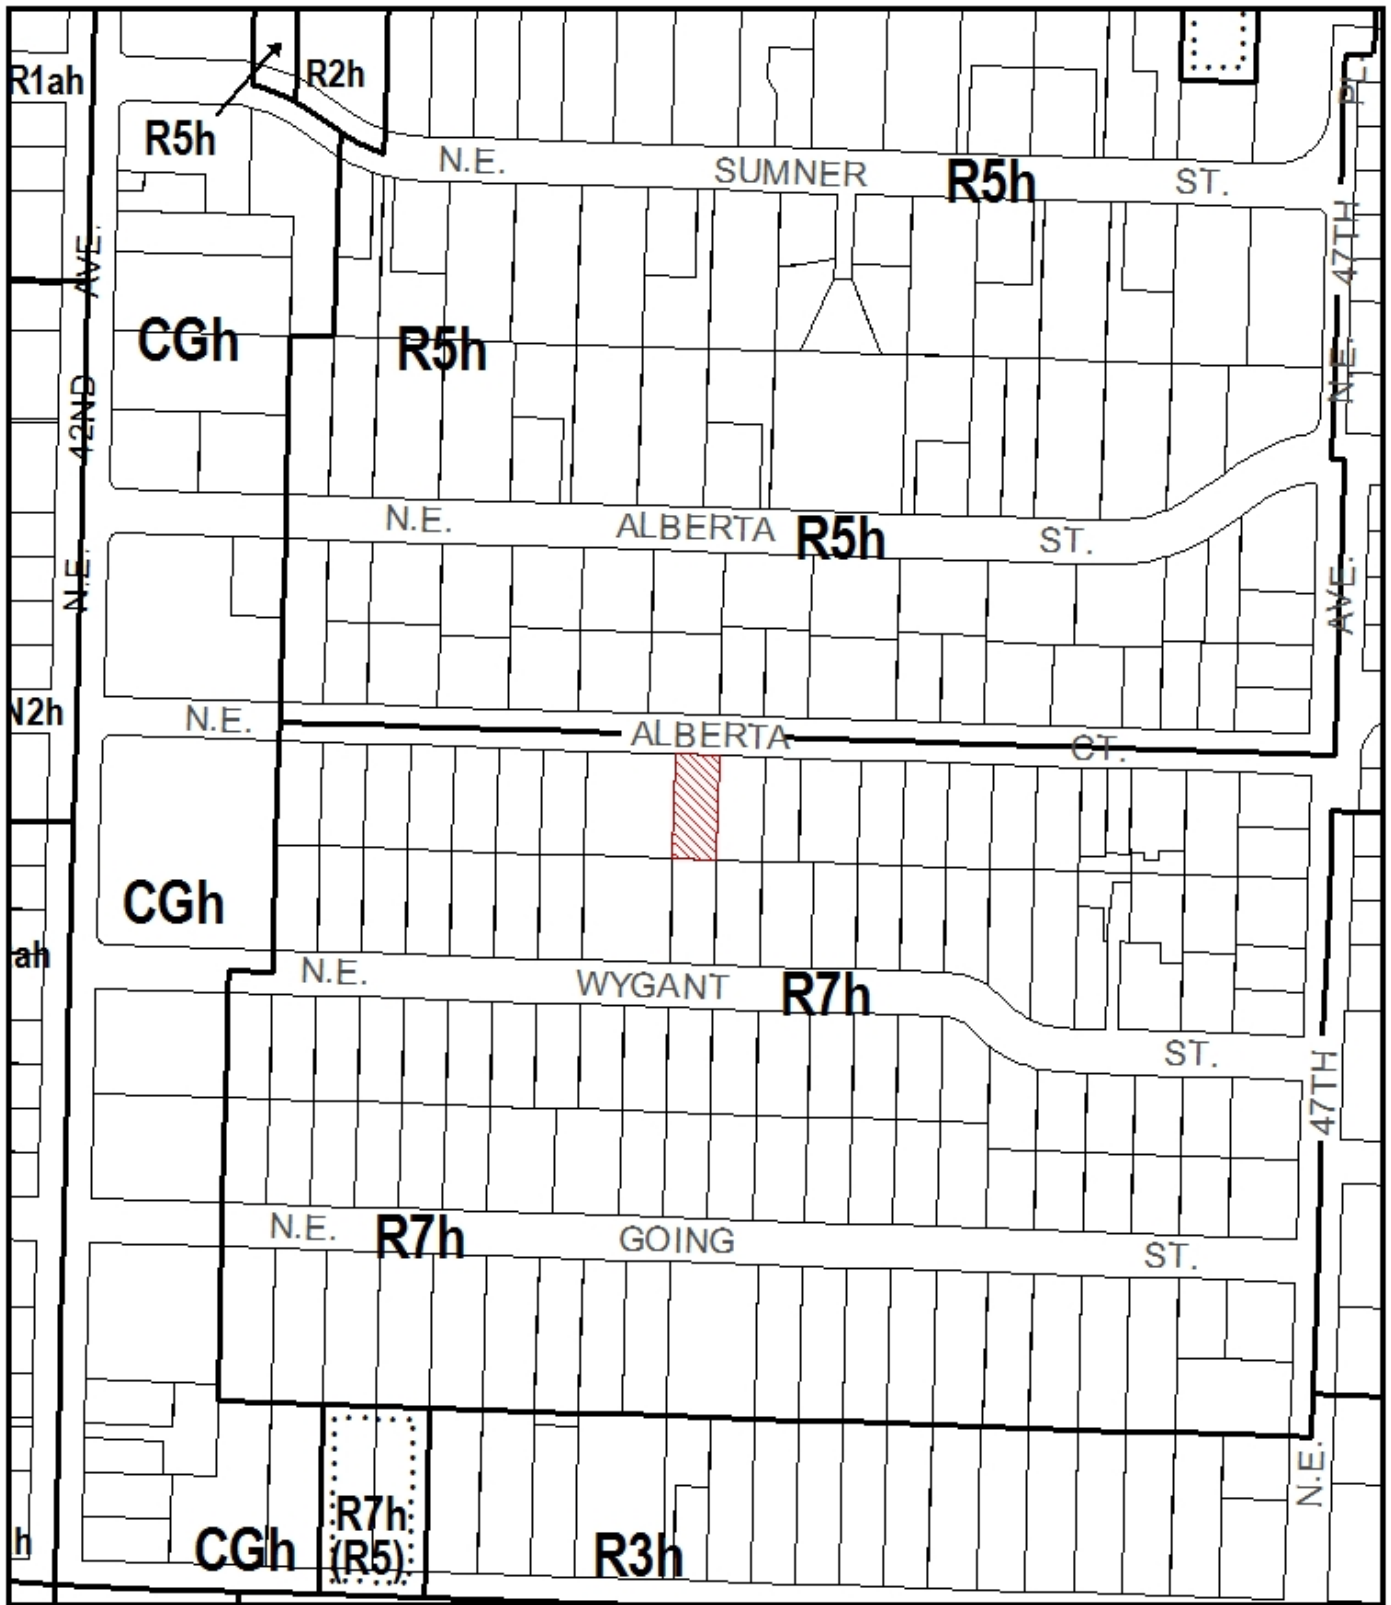 R1ah
R2h
R5h
N.E. SUMNER ST.
R5h
PL.
AVE.
47TH
N.E.
CGh
R5h
42ND
N.E.
N.E. ALBERTA ST.
R5h
AVE.
N2h
N.E. ALBERTA CT.
CGh
ah
N.E. WYGANT ST.
R7h
47TH
N.E. GOING ST.
R7h
N.E.
R7h
(R5)
h
CGh
R3h